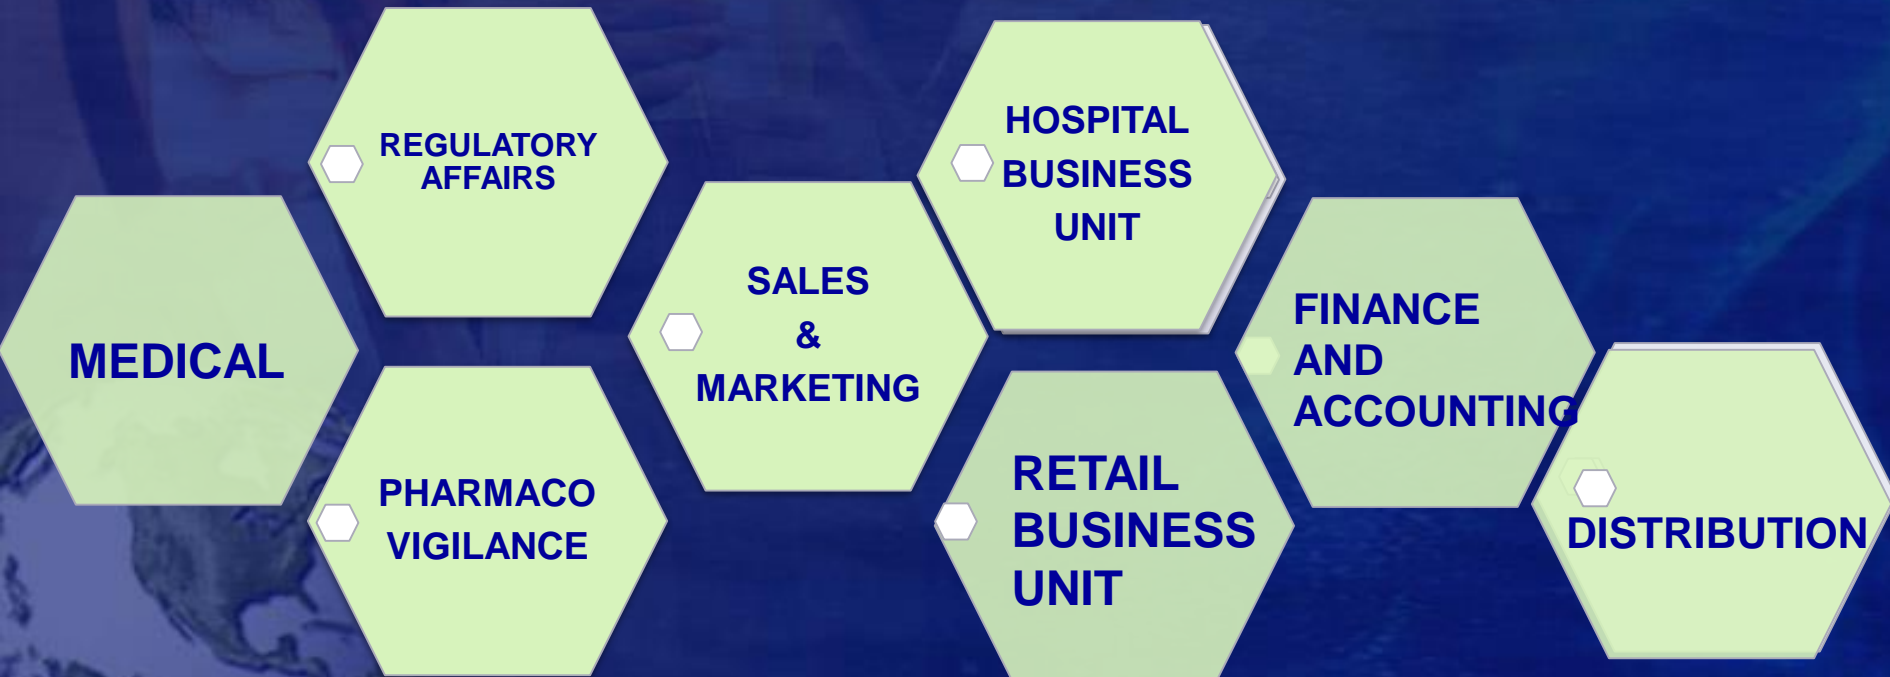 REGULATORY
AFFAIRS
HOSPITAL
BUSINESS
UNIT
MEDICAL
SALES
&
MARKETING
FINANCE
AND
ACCOUNTING
PHARMACO
VIGILANCE
RETAIL
BUSINESS
UNIT
DISTRIBUTION